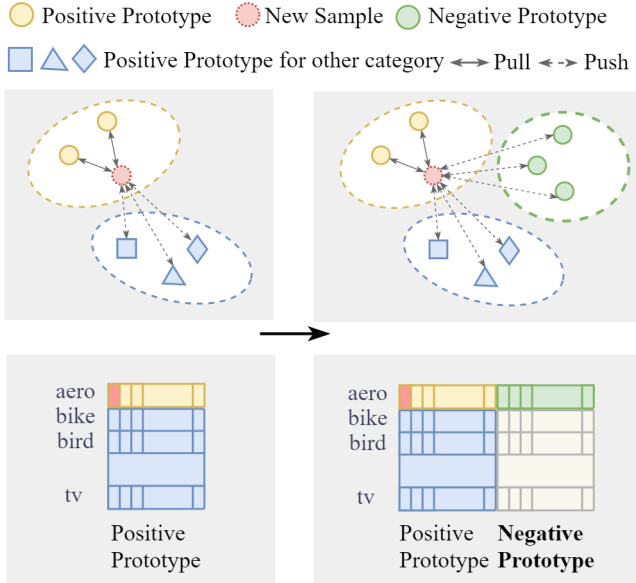 Positive Prototype New Sample Negative Prototype
Positive Prototype for other category Pull Push
aero
bike
bird
tv
Positive
Prototype
aero
bike
bird
tv
Positive Negative
Prototype Prototype